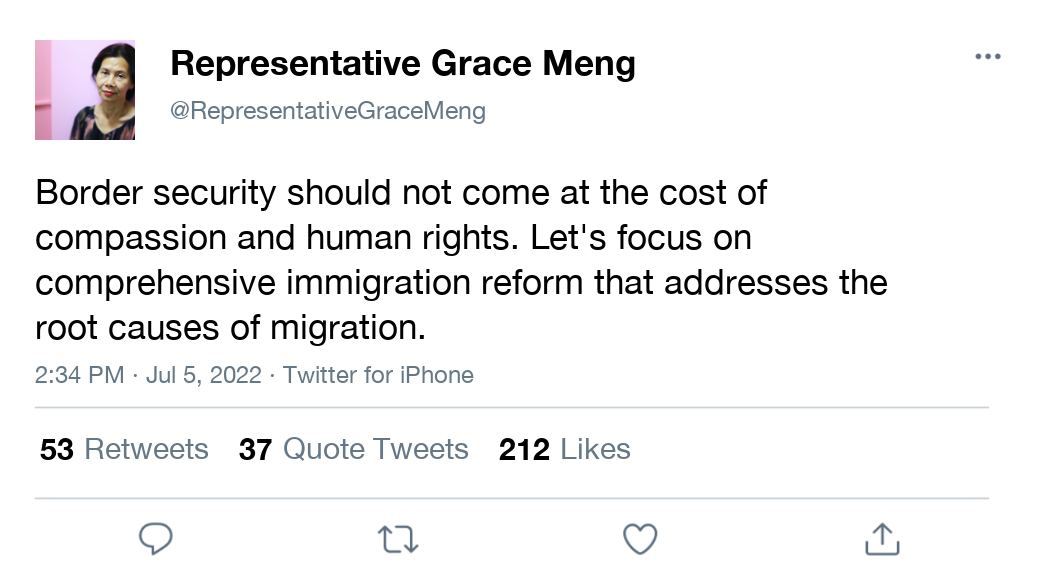 Representative Grace Meng
@RepresentativeGraceMeng
Border security should not come at the cost of
compassion and human rights. Let's focus on
comprehensive immigration reform that addresses the
root causes of migration.
2:34 PM · Jul 5, 2022 · Twitter for iPhone
53 Retweets 37 Quote Tweets 212 Likes